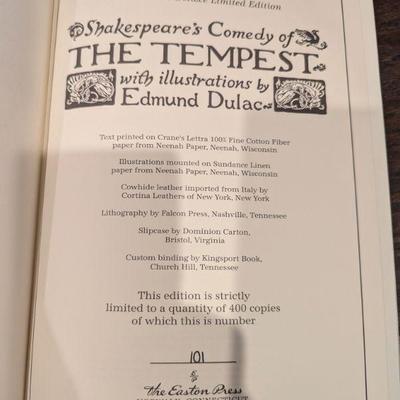 Limited Edition
Shakespeare's Comedy of
THE TEMPEST
with illustrations by
Edmund Dulac
Text printed on Crane's Lettra 100% Fine Cotton Fiber
paper from Neenah Paper, Neenah, Wisconsin
Illustrations mounted on Sundance Linen
paper from Neenah Paper, Neenah, Wisconsin
Cowhide leather imported from Italy by
Cortina Leathers of New York, New York
Lithography by Falcon Press, Nashville, Tennessee
Slipcase by Dominion Carton,
Bristol, Virginia
Custom binding by Kingsport Book,
Church Hill, Tennessee
This edition is strictly
limited to a quantity of 400 copies
of which this is number
101
The Easton Press
NORWALK, CONNECTICUT